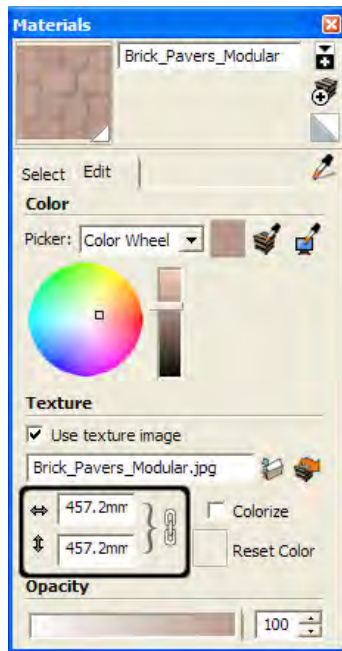 Materials
Brick_Pavers_Modular
Select Edit
Color
Picker: Color Wheel
Texture
Use texture image
Brick_Pavers_Modular.jpg
457.2mm Colorize
457.2mm Reset Color
Opacity
100